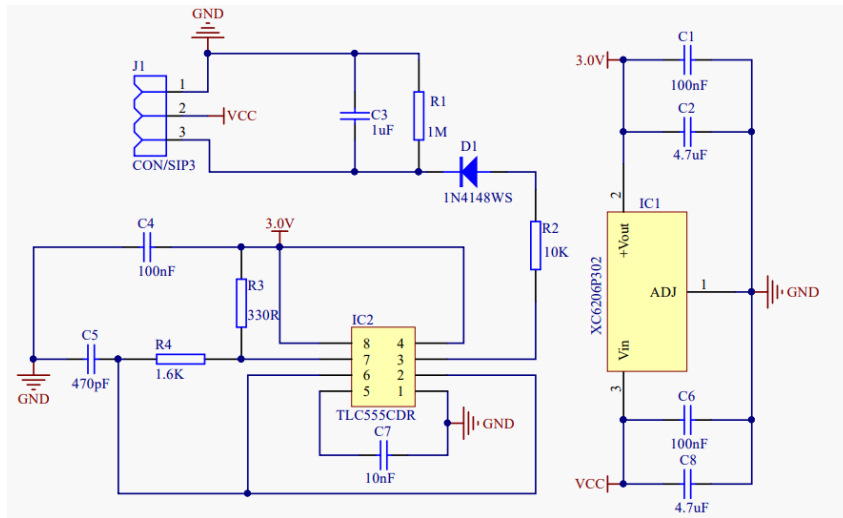 GND
J1
1
2
3
VCC
CON/SIP3
C3
1uF
R1
1M
D1
1N4148WS
R2
10K
C4
100nF
3.0V
R3
330R
C5
470pF
R4
1.6K
GND
IC2
8 4
7 3
6 2
5 1
TLC555CDR
C7
10nF
GND
C1
3.0V
100nF
C2
4.7uF
2
IC1
+Vout
XC6206P302
ADJ
1
GND
Vin
3
C6
100nF
C8
VCC
4.7uF